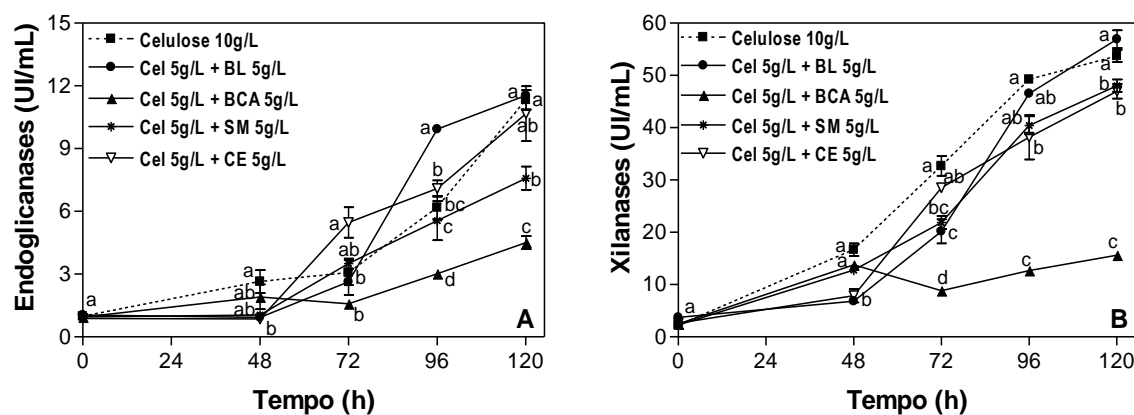 Endoglicanases (UI/mL)
15
12
9
6
3
0
Celulose 10g/L
Cel 5g/L + BL 5g/L
Cel 5g/L + BCA 5g/L
Cel 5g/L + SM 5g/L
Cel 5g/L + CE 5g/L
a
a
ab
ab
b
a
ab
b
b
a
b
bc
c
d
a
a
ab
b
c
A
0 24 48 72 96 120
Tempo (h)
Xilanases (UI/mL)
60
50
40
30
20
10
0
Celulose 10g/L
Cel 5g/L + BL 5g/L
Cel 5g/L + BCA 5g/L
Cel 5g/L + SM 5g/L
Cel 5g/L + CE 5g/L
a
a
a
b
a
ab
bc
c
d
a
ab
ab
b
c
a
a
b
b
c
B
0 24 48 72 96 120
Tempo (h)